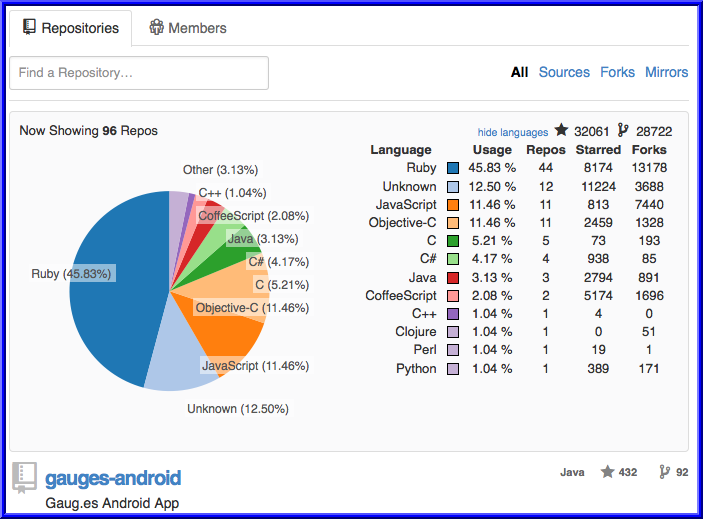 Repositories Members
Find a Repository...
All Sources Forks Mirrors
Now Showing 96 Repos
hide languages 32061 28722
Other (3.13%)
C++ (1.04%)
CoffeeScript (2.08%)
Java (3.13%)
C# (4.17%)
C (5.21%)
Objective-C (11.46%)
JavaScript (11.46%)
Unknown (12.50%)
Ruby (45.83%)
Language Usage Repos Starred Forks
Ruby 45.83 % 44 8174 13178
Unknown 12.50 % 12 11224 3688
JavaScript 11.46 % 11 813 7440
Objective-C 11.46 % 11 2459 1328
C 5.21 % 5 73 193
C# 4.17 % 4 938 85
Java 3.13 % 3 2794 891
CoffeeScript 2.08 % 2 5174 1696
C++ 1.04 % 1 4 0
Clojure 1.04 % 1 0 51
Perl 1.04 % 1 19 1
Python 1.04 % 1 389 171
gauges-android Java 432 92
Gaug.es Android App